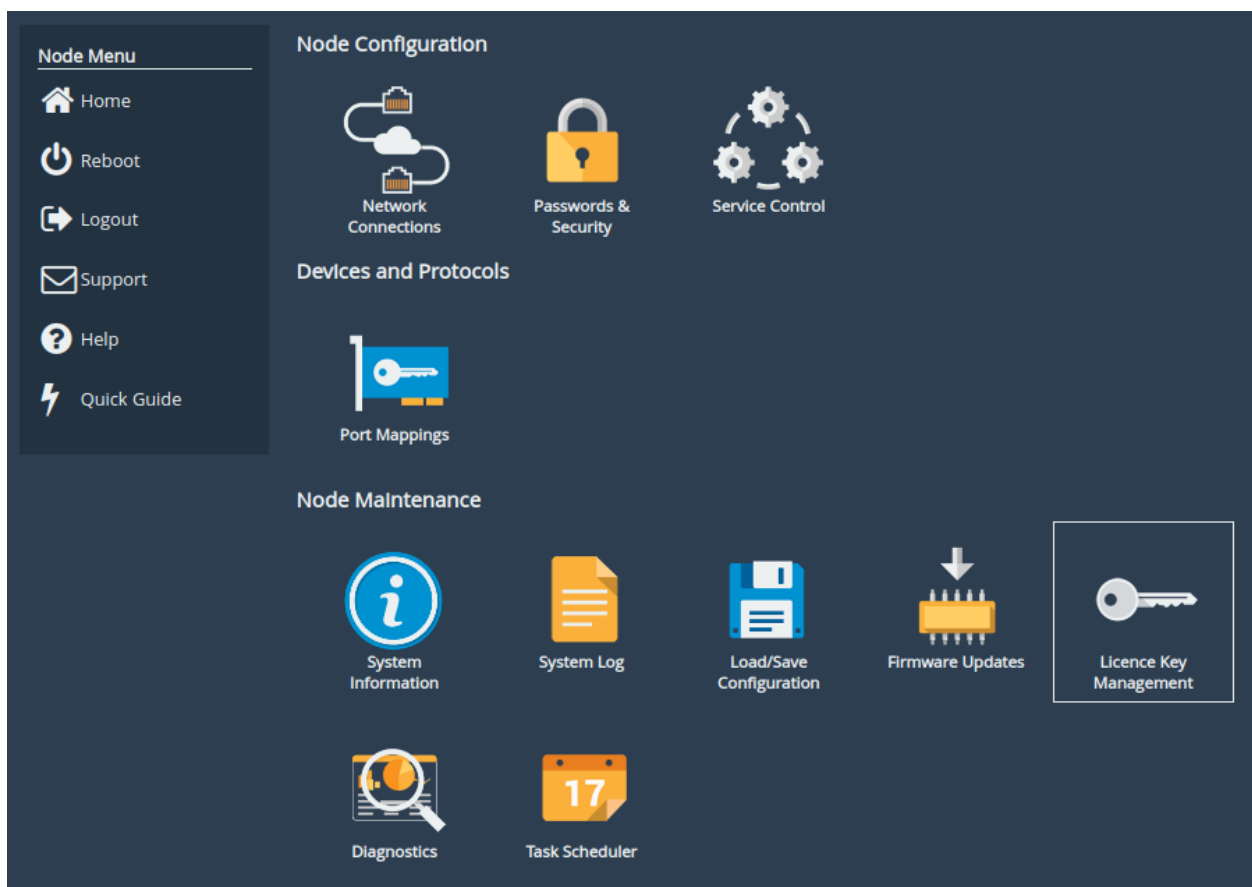 Node Menu
Home
Reboot
Logout
Support
Help
Quick Guide
Node Configuration
Network
Connections
Passwords &
Security
Service Control
Devices and Protocols
Port Mappings
Node Maintenance
System
Information
System Log
Load/Save
Configuration
Firmware Updates
Licence Key
Management
Diagnostics
17
Task Scheduler